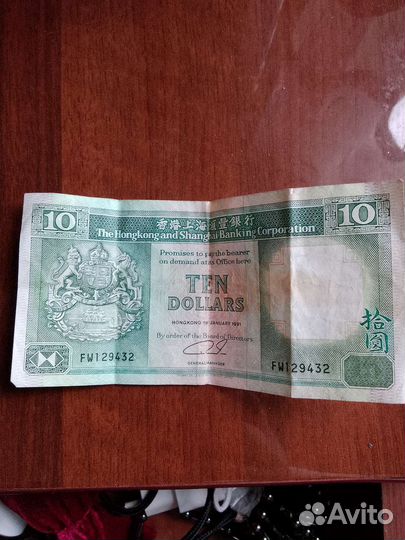 10
香港上海滙豐銀行
10
The Hongkong and Shanghai Banking Corporation
Promises to pay the bearer
on demand at its Office here
TEN
DOLLARS
HONGKONG 1ST JANUARY 1991
By order of the Board of Directors
拾圓
FW129432
GENERAL MANAGER
FW129432
Avito